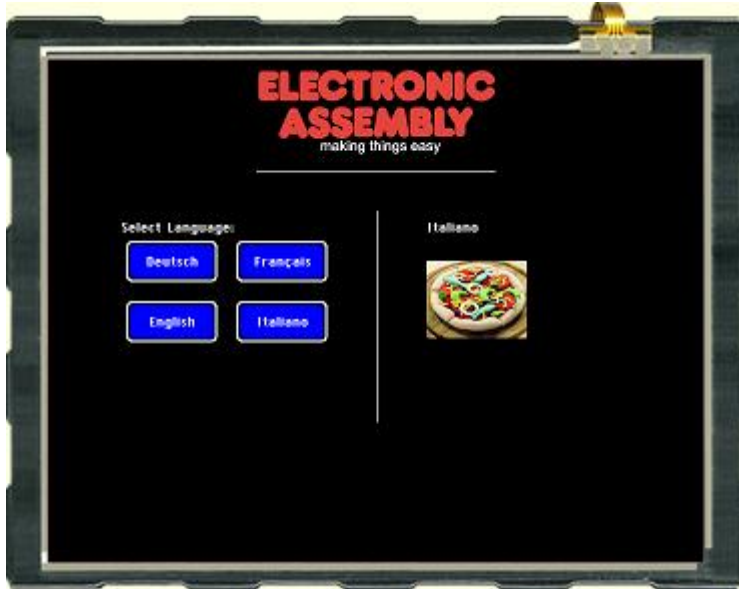 ELECTRONIC
ASSEMBLY
making things easy
Select Language:
Deutsch
Français
English
Italiano
Italiano